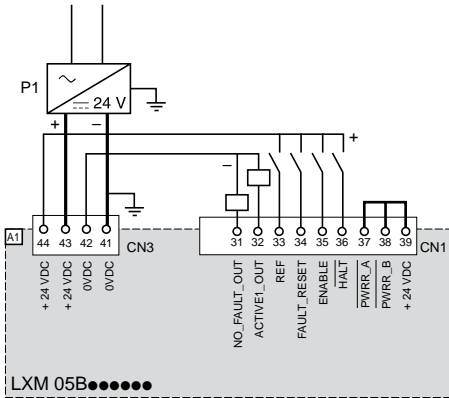 P1
24 V
+
–
+
–
A1
44
43
42
41
CN3
31
32
33
34
35
36
37
38
39
CN1
+ 24 VDC
+ 24 VDC
0VDC
0VDC
NO_FAULT_OUT
ACTIVE1_OUT
REF
FAULT_RESET
ENABLE
HALT
PWRR_A
PWRR_B
+ 24 VDC
LXM 05B●●●●●●